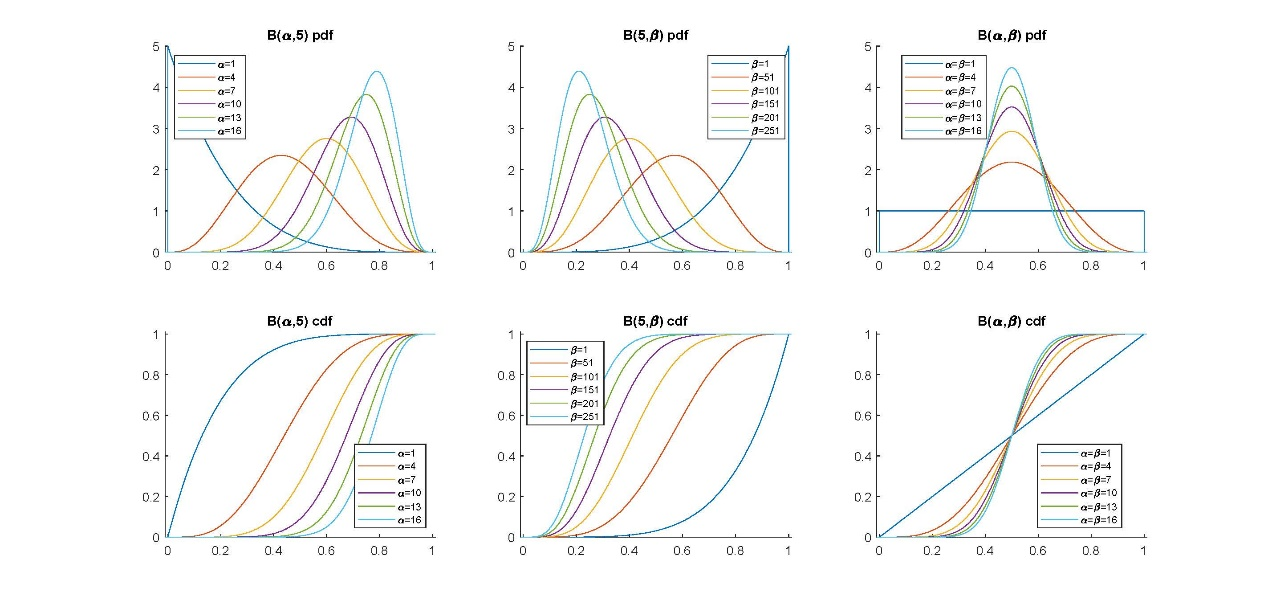 B(α,5) pdf
5
4
3
2
1
0
0 0.2 0.4 0.6 0.8 1
α=1
α=4
α=7
α=10
α=13
α=16
B(5,β) pdf
5
4
3
2
1
0
0 0.2 0.4 0.6 0.8 1
β=1
β=51
β=101
β=151
β=201
β=251
B(α,β) pdf
5
4
3
2
1
0
0 0.2 0.4 0.6 0.8 1
α=β=1
α=β=4
α=β=7
α=β=10
α=β=13
α=β=16
B(α,5) cdf
1
0.8
0.6
0.4
0.2
0
0 0.2 0.4 0.6 0.8 1
α=1
α=4
α=7
α=10
α=13
α=16
B(5,β) cdf
1
0.8
0.6
0.4
0.2
0
0 0.2 0.4 0.6 0.8 1
β=1
β=51
β=101
β=151
β=201
β=251
B(α,β) cdf
1
0.8
0.6
0.4
0.2
0
0 0.2 0.4 0.6 0.8 1
α=β=1
α=β=4
α=β=7
α=β=10
α=β=13
α=β=16